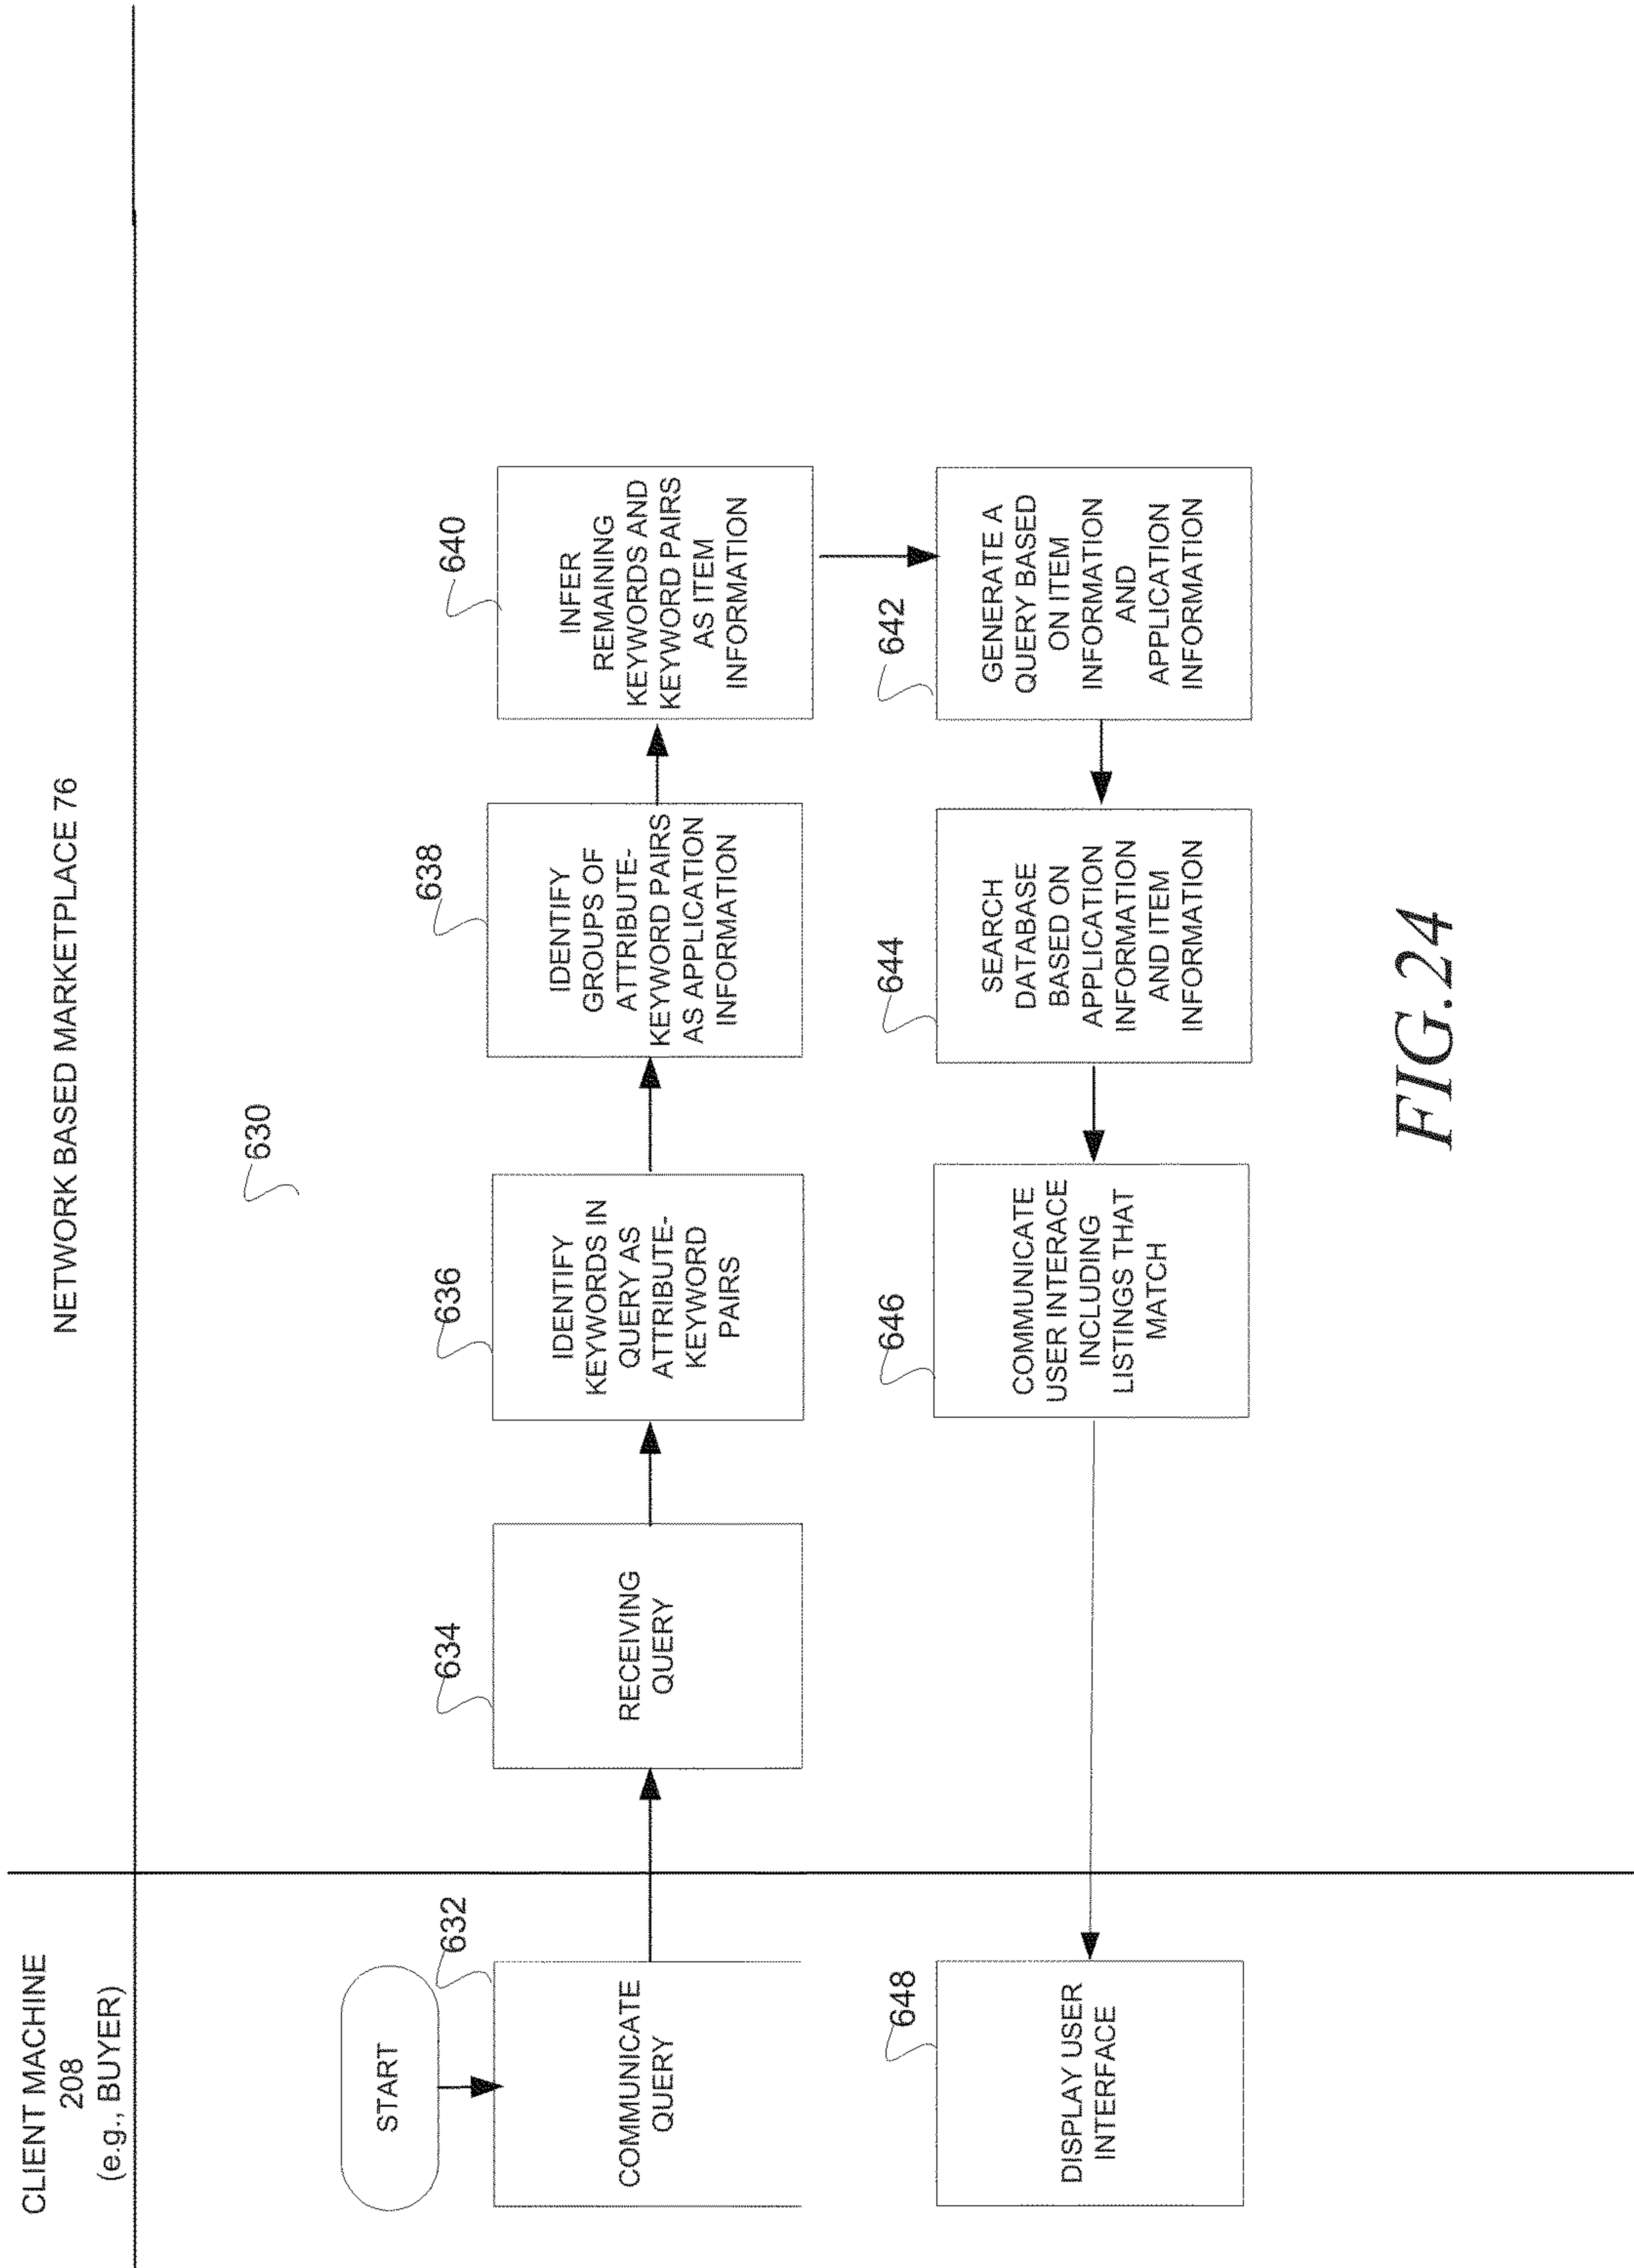 CLIENT MACHINE
208
(e.g., BUYER)
NETWORK BASED MARKETPLACE 76
630
START
632
COMMUNICATE
QUERY
634
RECEIVING
QUERY
636
IDENTIFY
KEYWORDS IN
QUERY AS
ATTRIBUTE-
KEYWORD
PAIRS
638
IDENTIFY
GROUPS OF
ATTRIBUTE-
KEYWORD PAIRS
AS APPLICATION
INFORMATION
640
INFER
REMAINING
KEYWORDS AND
KEYWORD PAIRS
AS ITEM
INFORMATION
642
GENERATE A
QUERY BASED
ON ITEM
INFORMATION
AND
APPLICATION
INFORMATION
644
SEARCH
DATABASE
BASED ON
APPLICATION
INFORMATION
AND ITEM
INFORMATION
646
COMMUNICATE
USER INTERACE
INCLUDING
LISTINGS THAT
MATCH
648
DISPLAY USER
INTERFACE
FIG.24